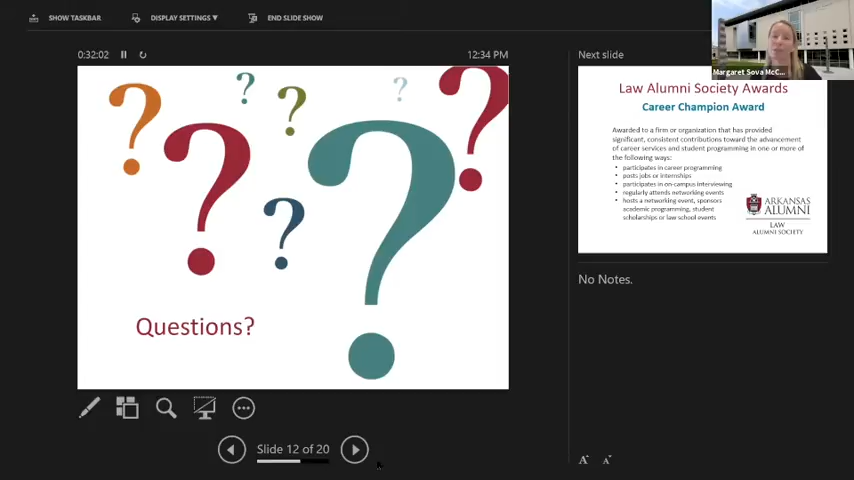 SHOW TASKBAR
DISPLAY SETTINGS ▼
END SLIDE SHOW
0:32:02
12:34 PM
Questions?
Slide 12 of 20
Next slide
Margaret Sova McC...
Law Alumni Society Awards
Career Champion Award
Awarded to a firm or organization that has provided
significant, consistent contributions toward the advancement
of career services and student programming in one or more of
the following ways:
• participates in career programming
• posts jobs or internships
• participates in on-campus interviewing
• regularly attends networking events
• hosts a networking event, sponsors
academic programming, student
scholarships or law school events
ARKANSAS
ALUMNI
LAW
ALUMNI SOCIETY
No Notes.
A A